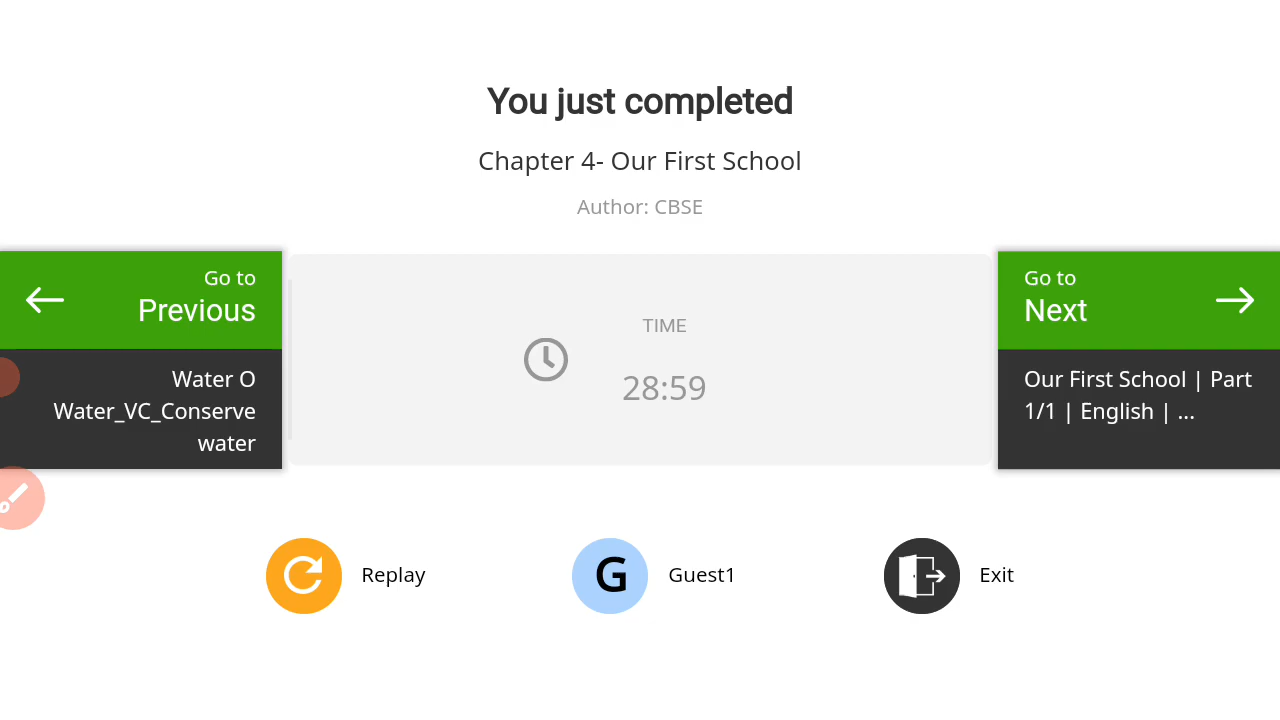 You just completed
Chapter 4- Our First School
Author: CBSE
Go to
Previous
Water O
Water_VC_Conserve
water
TIME
28:59
Go to
Next
Our First School | Part
1/1 | English | ...
Replay
G
Guest1
Exit